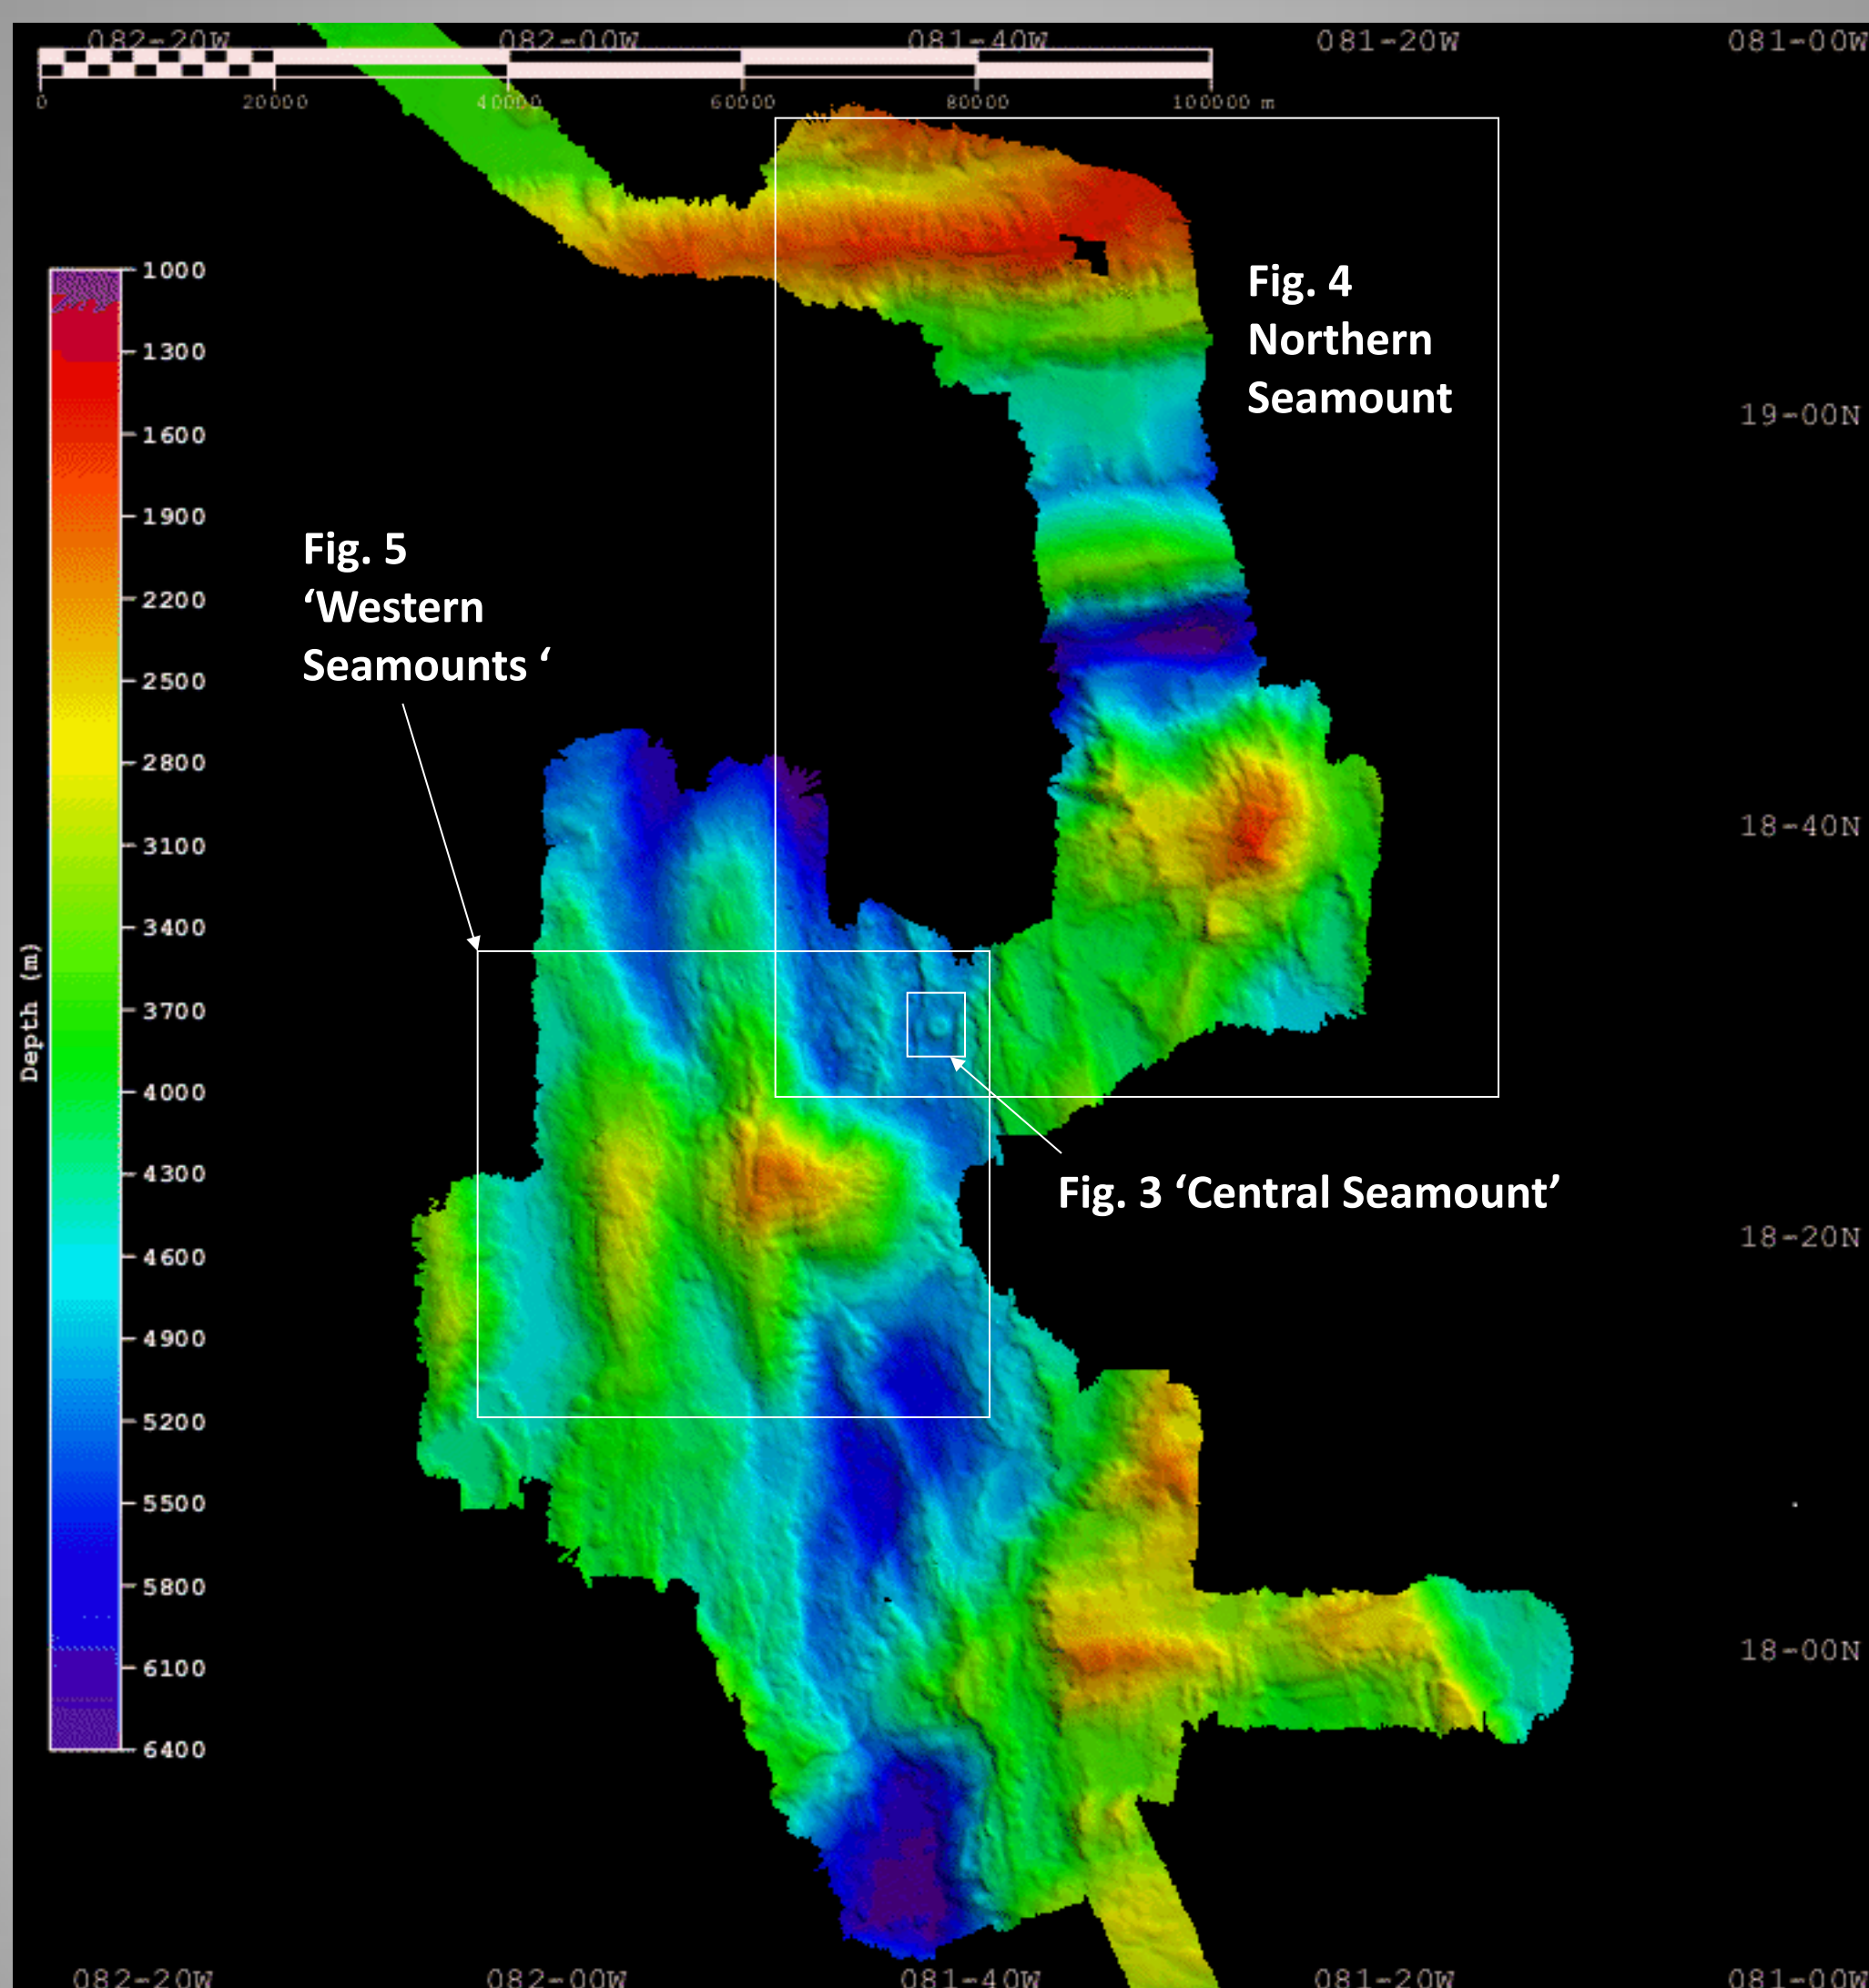 082-20W 082-00W 081-40W 081-20W 081-00W
0 20000 40000 60000 80000 100000 m
1000
1300
1600
1900
2200
2500
2800
3100
3400
3700
4000
4300
4600
4900
5200
5500
5800
6100
6400
Depth (m)
Fig. 4
Northern
Seamount
Fig. 5
‘Western
Seamounts ‘
Fig. 3 ‘Central Seamount’
19-00N
18-40N
18-20N
18-00N
082-20W 082-00W 081-40W 081-20W 081-00W